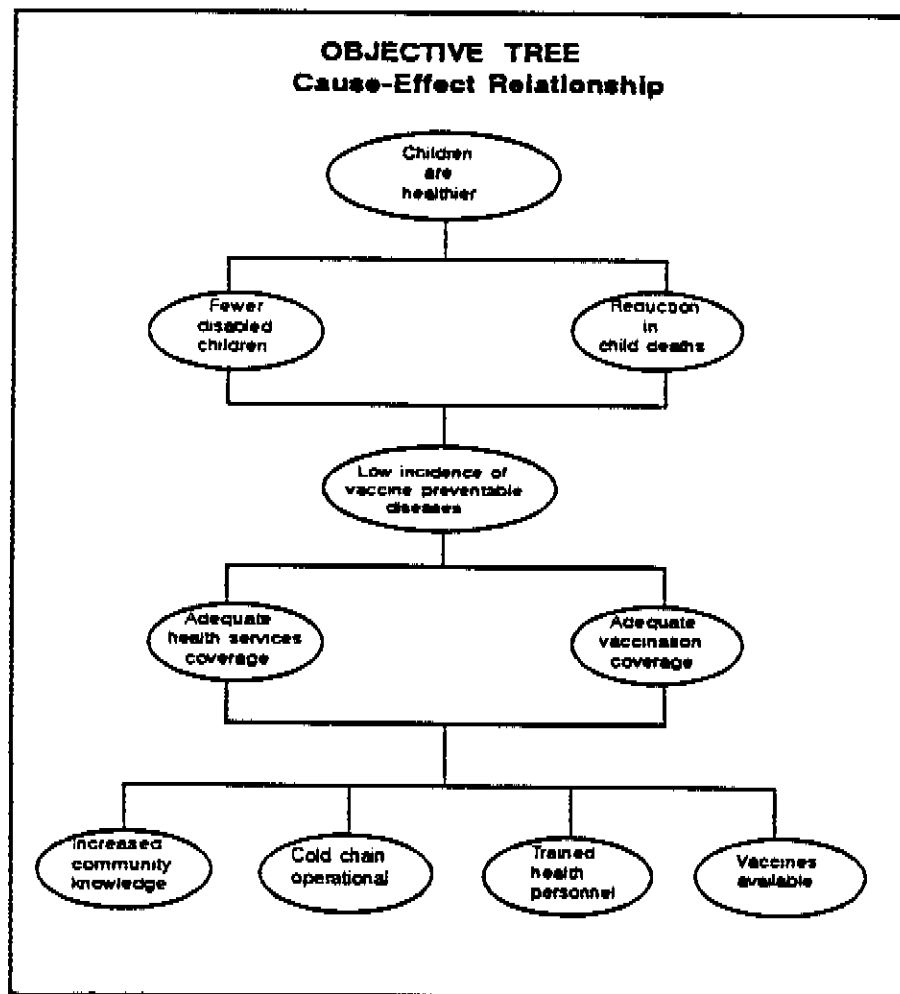 OBJECTIVE TREE
Cause-Effect Relationship
Children
are
healthier
Fewer
disabled
children
Reduction
in
child deaths
Low incidence of
vaccine preventable
diseases
Adequate
health services
coverage
Adequate
vaccination
coverage
Increased
community
knowledge
Cold chain
operational
Trained
health
personnel
Vaccines
available